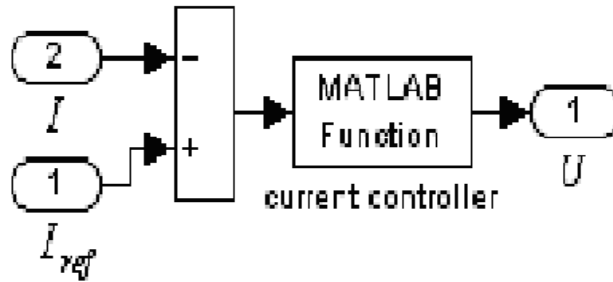 2
-
I
1
+
I ref
MATLAB
Function
current controller
1
U